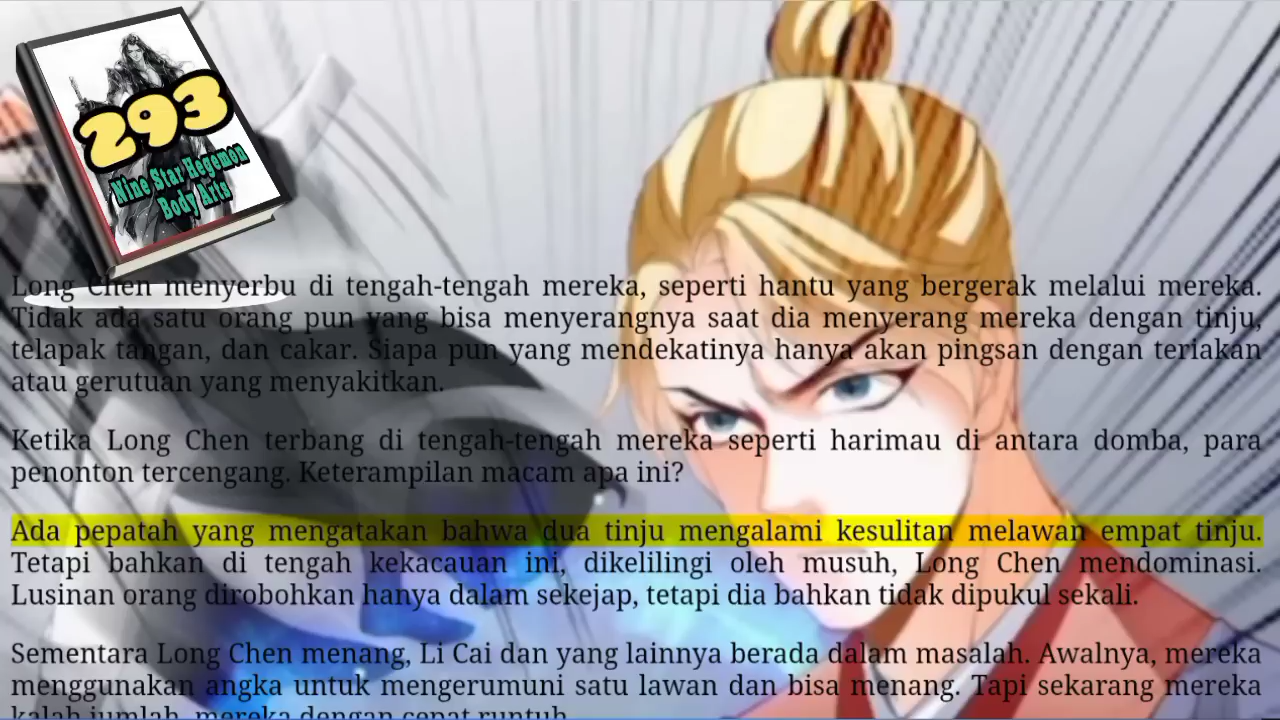 293
Nine Star Hegemon
Body Arts
Long Chen menyerbu di tengah-tengah mereka, seperti hantu yang bergerak melalui mereka.
Tidak ada satu orang pun yang bisa menyerangnya saat dia menyerang mereka dengan tinju,
telapak tangan, dan cakar. Siapa pun yang mendekatinya hanya akan pingsan dengan teriakan
atau gerutuan yang menyakitkan.
Ketika Long Chen terbang di tengah-tengah mereka seperti harimau di antara domba, para
penonton tercengang. Keterampilan macam apa ini?
Ada pepatah yang mengatakan bahwa dua tinju mengalami kesulitan melawan empat tinju.
Tetapi bahkan di tengah kekacauan ini, dikelilingi oleh musuh, Long Chen mendominasi.
Lusinan orang dirobohkan hanya dalam sekejap, tetapi dia bahkan tidak dipukul sekali.
Sementara Long Chen menang, Li Cai dan yang lainnya berada dalam masalah. Awalnya, mereka
menggunakan angka untuk mengerumuni satu lawan dan bisa menang. Tapi sekarang mereka
kalah jumlah, mereka dengan cepat runtuh.